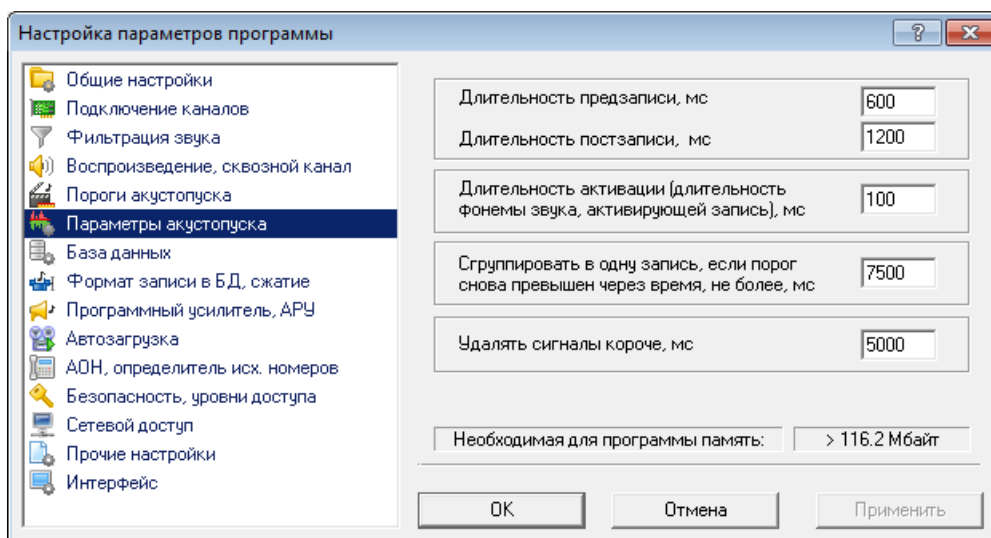 Настройка параметров программы
Общие настройки
Подключение каналов
Фильтрация звука
Воспроизведение, сквозной канал
Пороги акустопуска
Параметры акустопуска
База данных
Формат записи в БД, сжатие
Программный усилитель, АРУ
Автозагрузка
АОН, определитель исх. номеров
Безопасность, уровни доступа
Сетевой доступ
Прочие настройки
Интерфейс
Длительность предзаписи, мс 600
Длительность постзаписи, мс 1200
Длительность активации (длительность
фонемы звука, активирующей запись), мс 100
Сгруппировать в одну запись, если порог
снова превышен через время, не более, мс 7500
Удалять сигналы короче, мс 5000
Необходимая для программы память: > 116.2 Мбайт
OK Отмена Применить